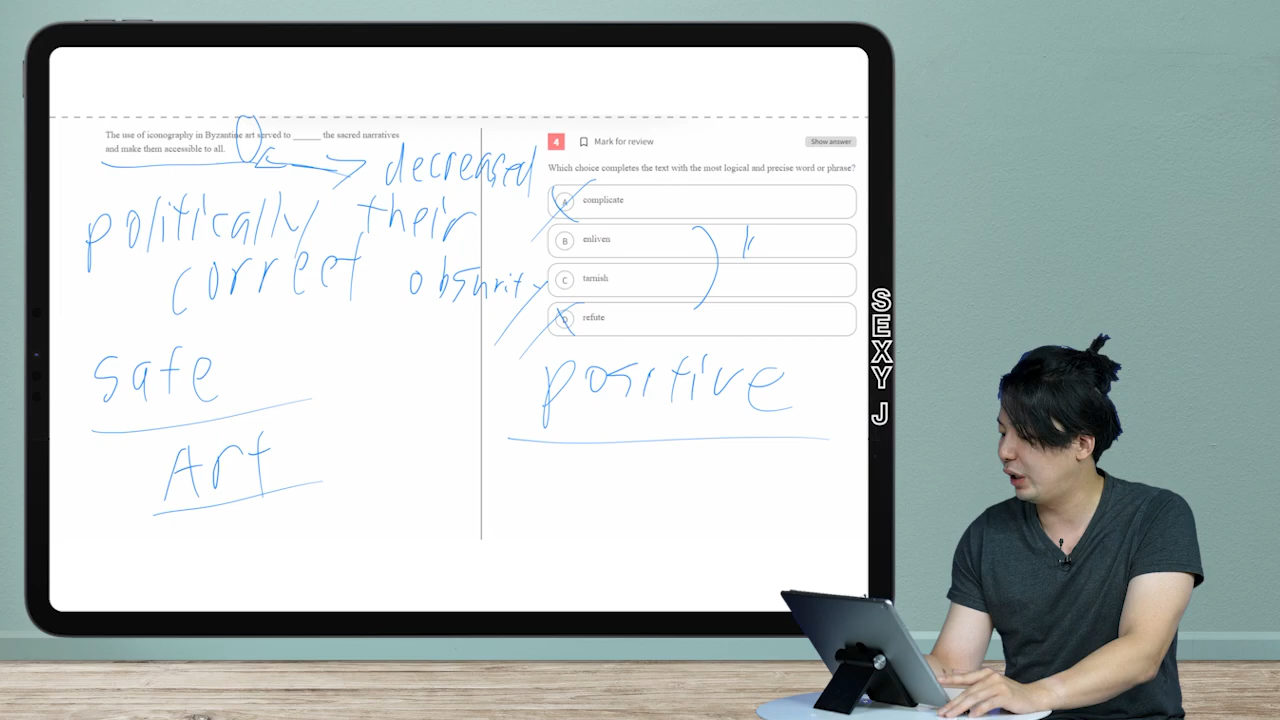 The use of iconography in Byzantine art served to ______ the sacred narratives
and make them accessible to all.
decreased
politically their
correct obsurity
safe
Art
4 Mark for review Show answer
Which choice completes the text with the most logical and precise word or phrase?
A complicate
B enliven
C tarnish
D refute
positive
SEXY J